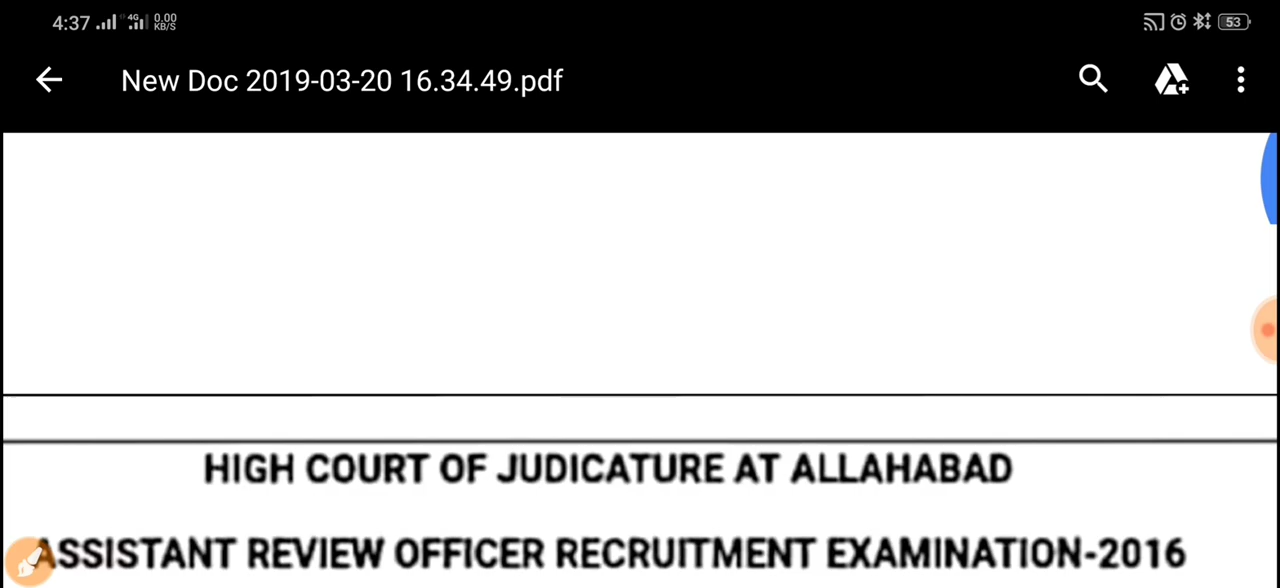 4:37 4G 0.00 KB/S 53
New Doc 2019-03-20 16.34.49.pdf
HIGH COURT OF JUDICATURE AT ALLAHABAD
ASSISTANT REVIEW OFFICER RECRUITMENT EXAMINATION-2016